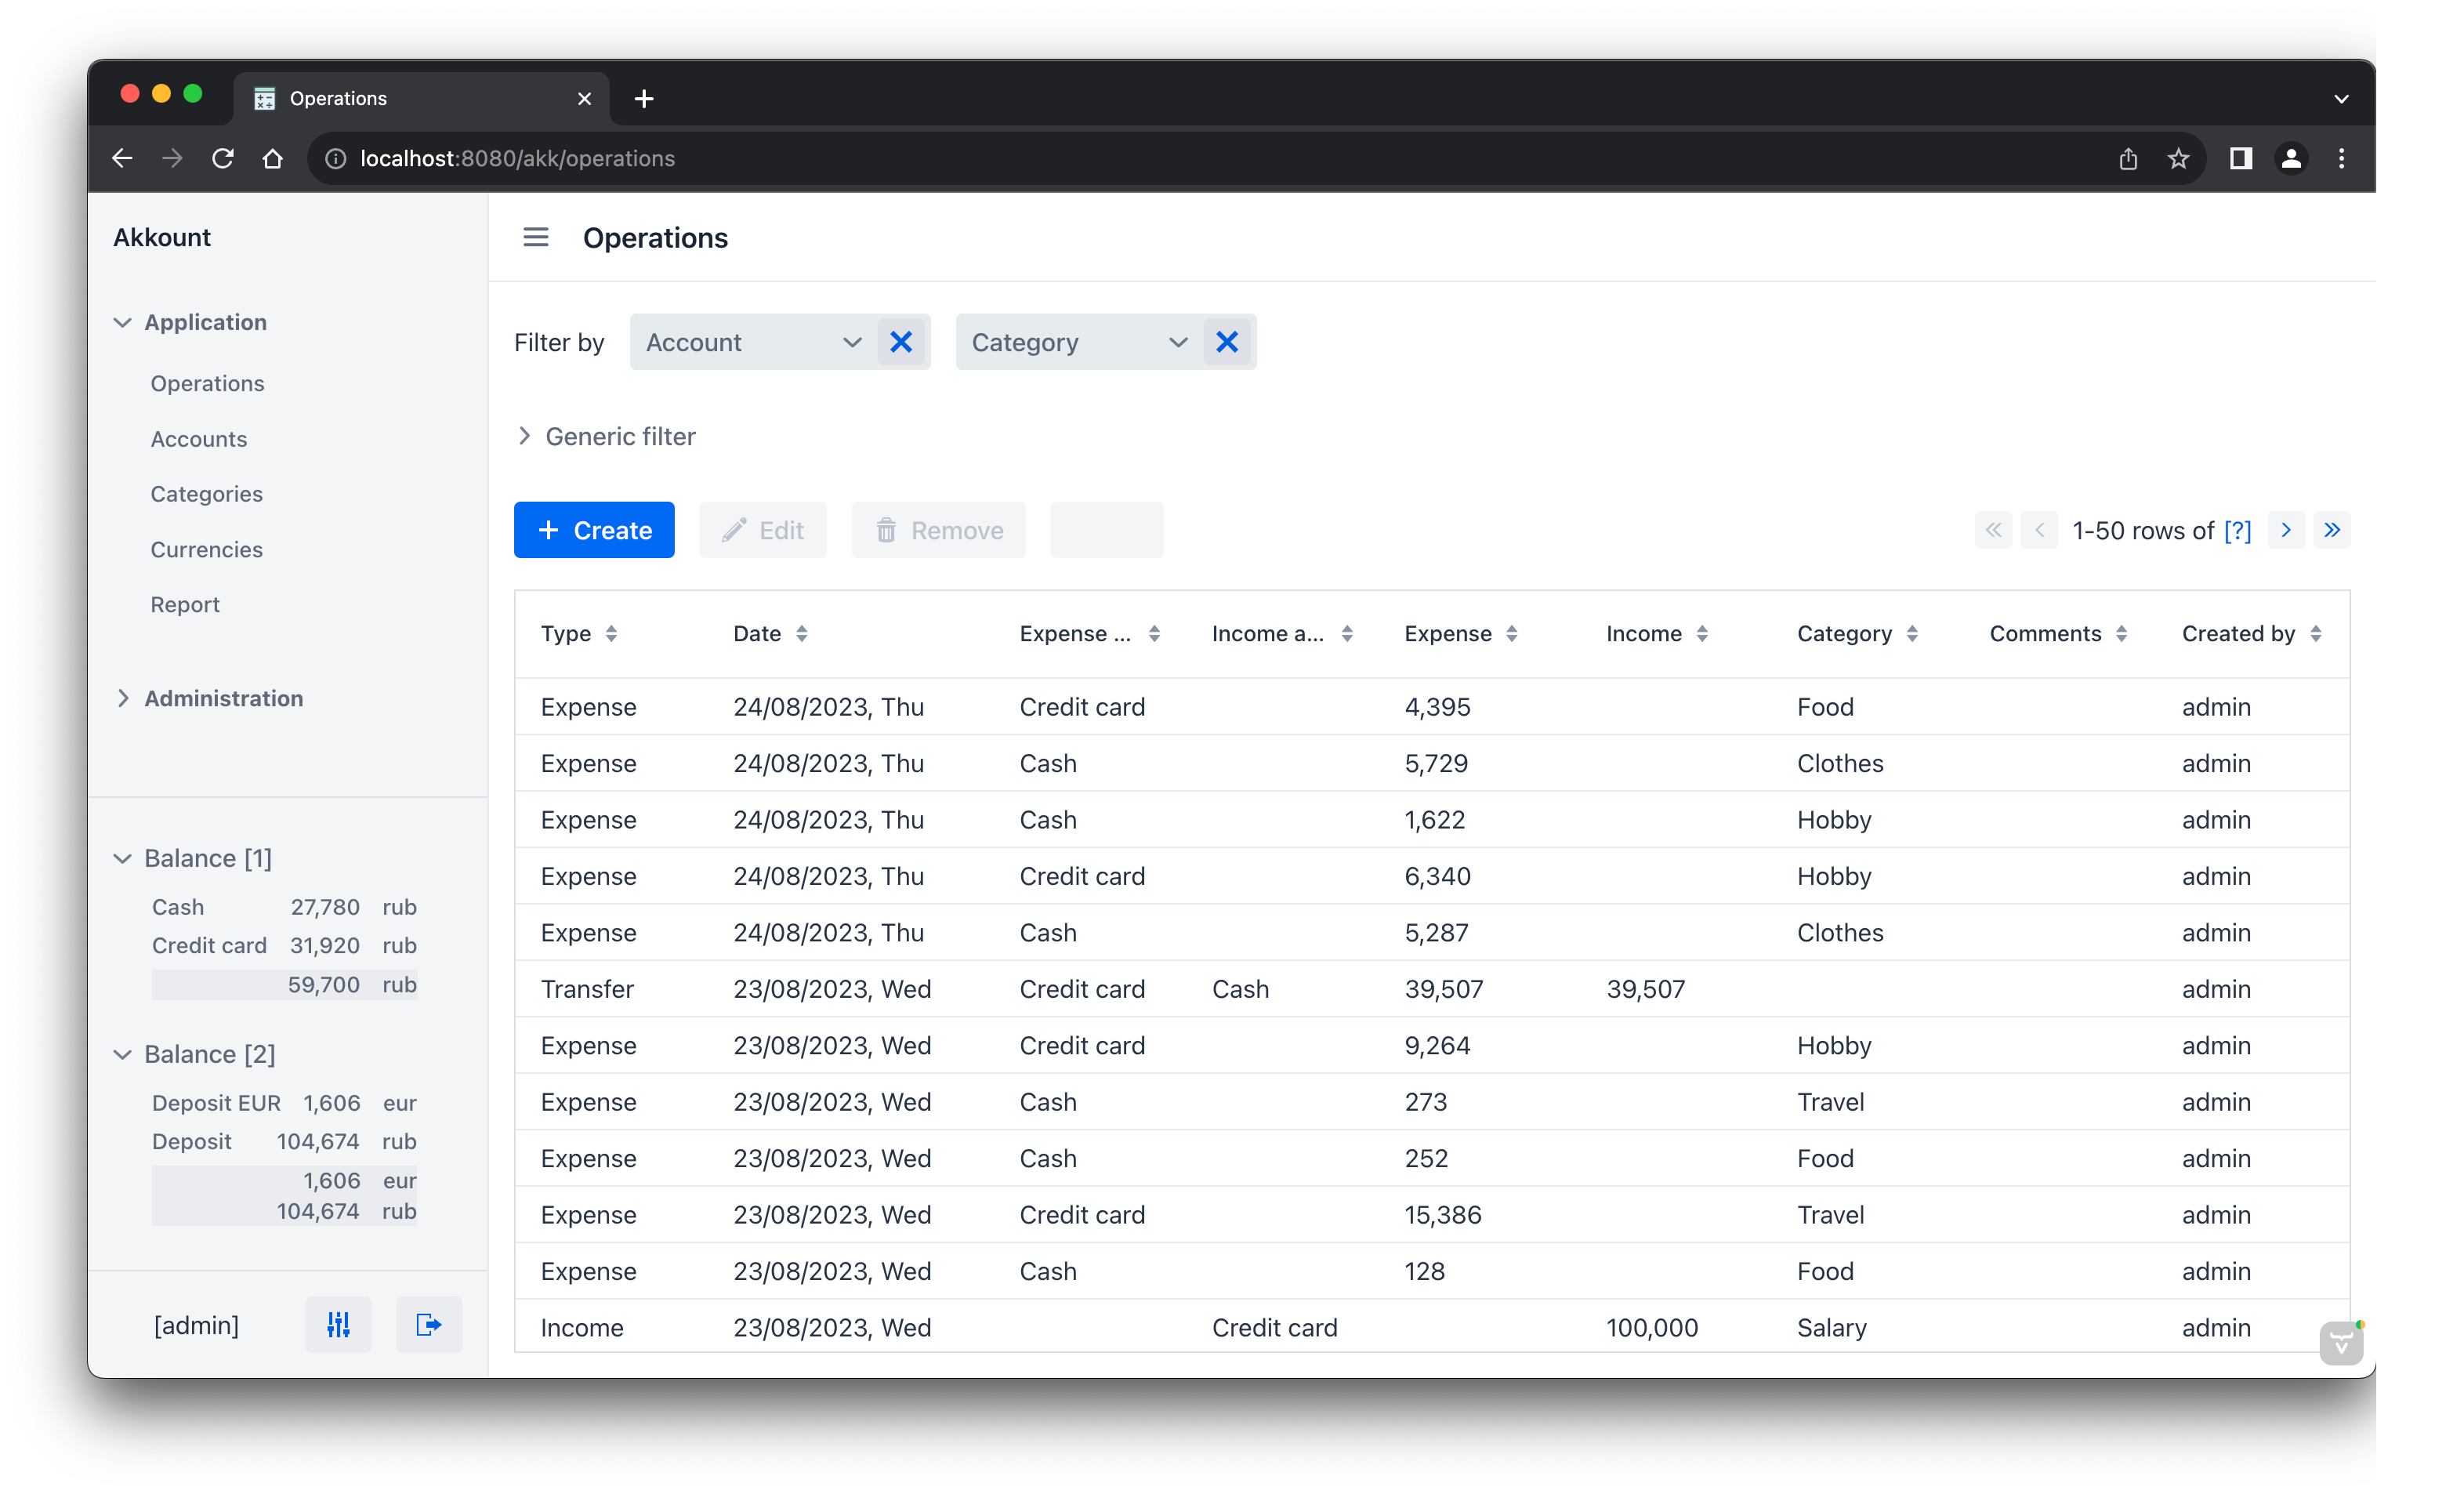 Operations
localhost:8080/akk/operations
Akkount
Application
Operations
Accounts
Categories
Currencies
Report
Administration
Balance [1]
Cash 27,780 rub
Credit card 31,920 rub
59,700 rub
Balance [2]
Deposit EUR 1,606 eur
Deposit 104,674 rub
1,606 eur
104,674 rub
[admin]
Operations
Filter by Account Category
Generic filter
Create Edit Remove 1-50 rows of [?]
Type Date Expense ... Income a... Expense Income Category Comments Created by
Expense 24/08/2023, Thu Credit card 4,395 Food admin
Expense 24/08/2023, Thu Cash 5,729 Clothes admin
Expense 24/08/2023, Thu Cash 1,622 Hobby admin
Expense 24/08/2023, Thu Credit card 6,340 Hobby admin
Expense 24/08/2023, Thu Cash 5,287 Clothes admin
Transfer 23/08/2023, Wed Credit card Cash 39,507 39,507 admin
Expense 23/08/2023, Wed Credit card 9,264 Hobby admin
Expense 23/08/2023, Wed Cash 273 Travel admin
Expense 23/08/2023, Wed Cash 252 Food admin
Expense 23/08/2023, Wed Credit card 15,386 Travel admin
Expense 23/08/2023, Wed Cash 128 Food admin
Income 23/08/2023, Wed Credit card 100,000 Salary admin